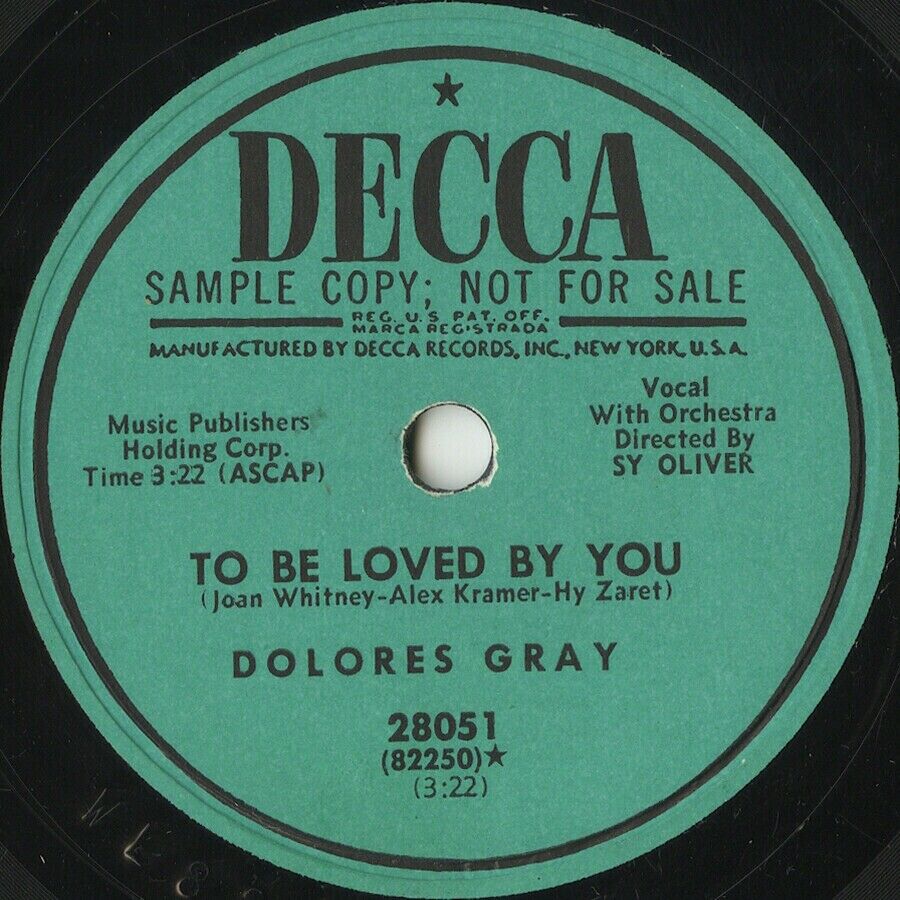 ★
DECCA
SAMPLE COPY; NOT FOR SALE
REG. U.S. PAT. OFF.
MARCA REGISTRADA
MANUFACTURED BY DECCA RECORDS, INC., NEW YORK, U.S.A.
Music Publishers
Holding Corp.
Time 3:22 (ASCAP)
Vocal
With Orchestra
Directed By
SY OLIVER
TO BE LOVED BY YOU
(Joan Whitney-Alex Kramer-Hy Zaret)
DOLORES GRAY
28051
(82250)★
(3:22)